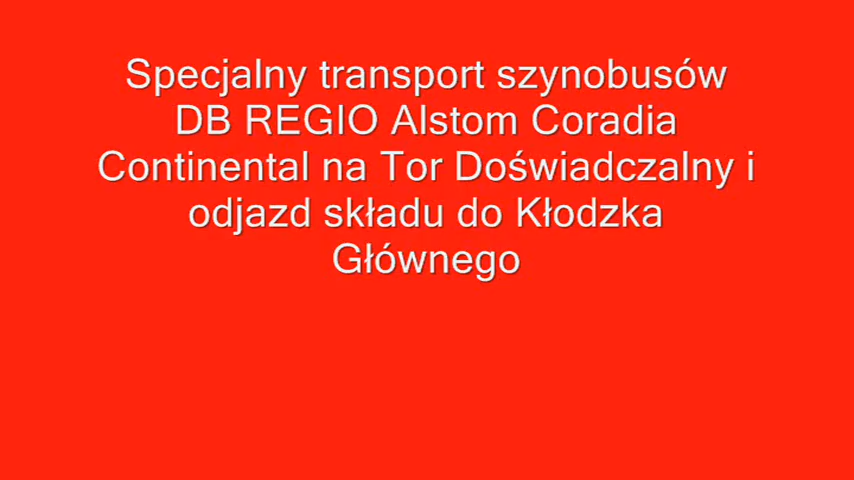 Specjalny transport szynobusów
DB REGIO Alstom Coradia
Continental na Tor Doświadczalny i
odjazd składu do Kłodzka
Głównego